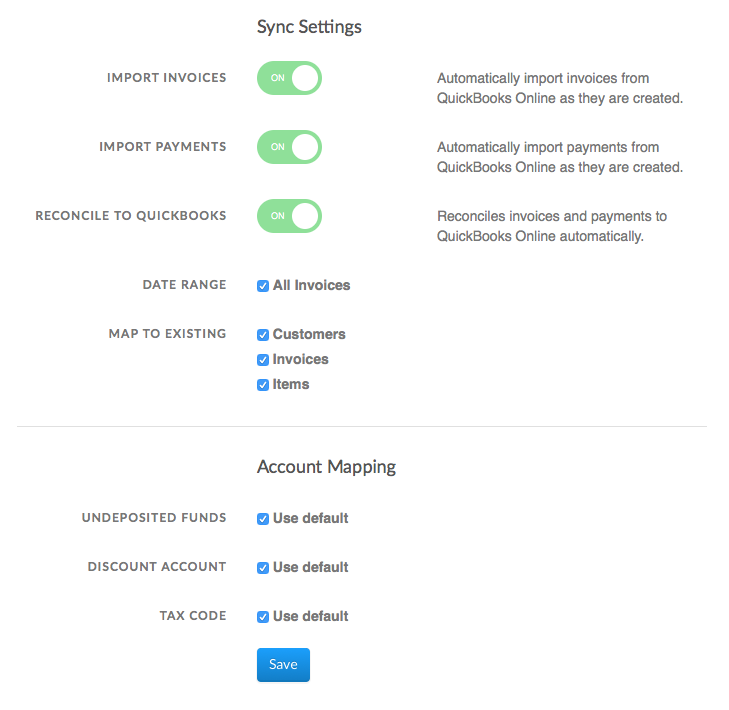 Sync Settings
IMPORT INVOICES
ON
Automatically import invoices from
QuickBooks Online as they are created.
IMPORT PAYMENTS
ON
Automatically import payments from
QuickBooks Online as they are created.
RECONCILE TO QUICKBOOKS
ON
Reconciles invoices and payments to
QuickBooks Online automatically.
DATE RANGE
All Invoices
MAP TO EXISTING
Customers
Invoices
Items
Account Mapping
UNDEPOSITED FUNDS
Use default
DISCOUNT ACCOUNT
Use default
TAX CODE
Use default
Save